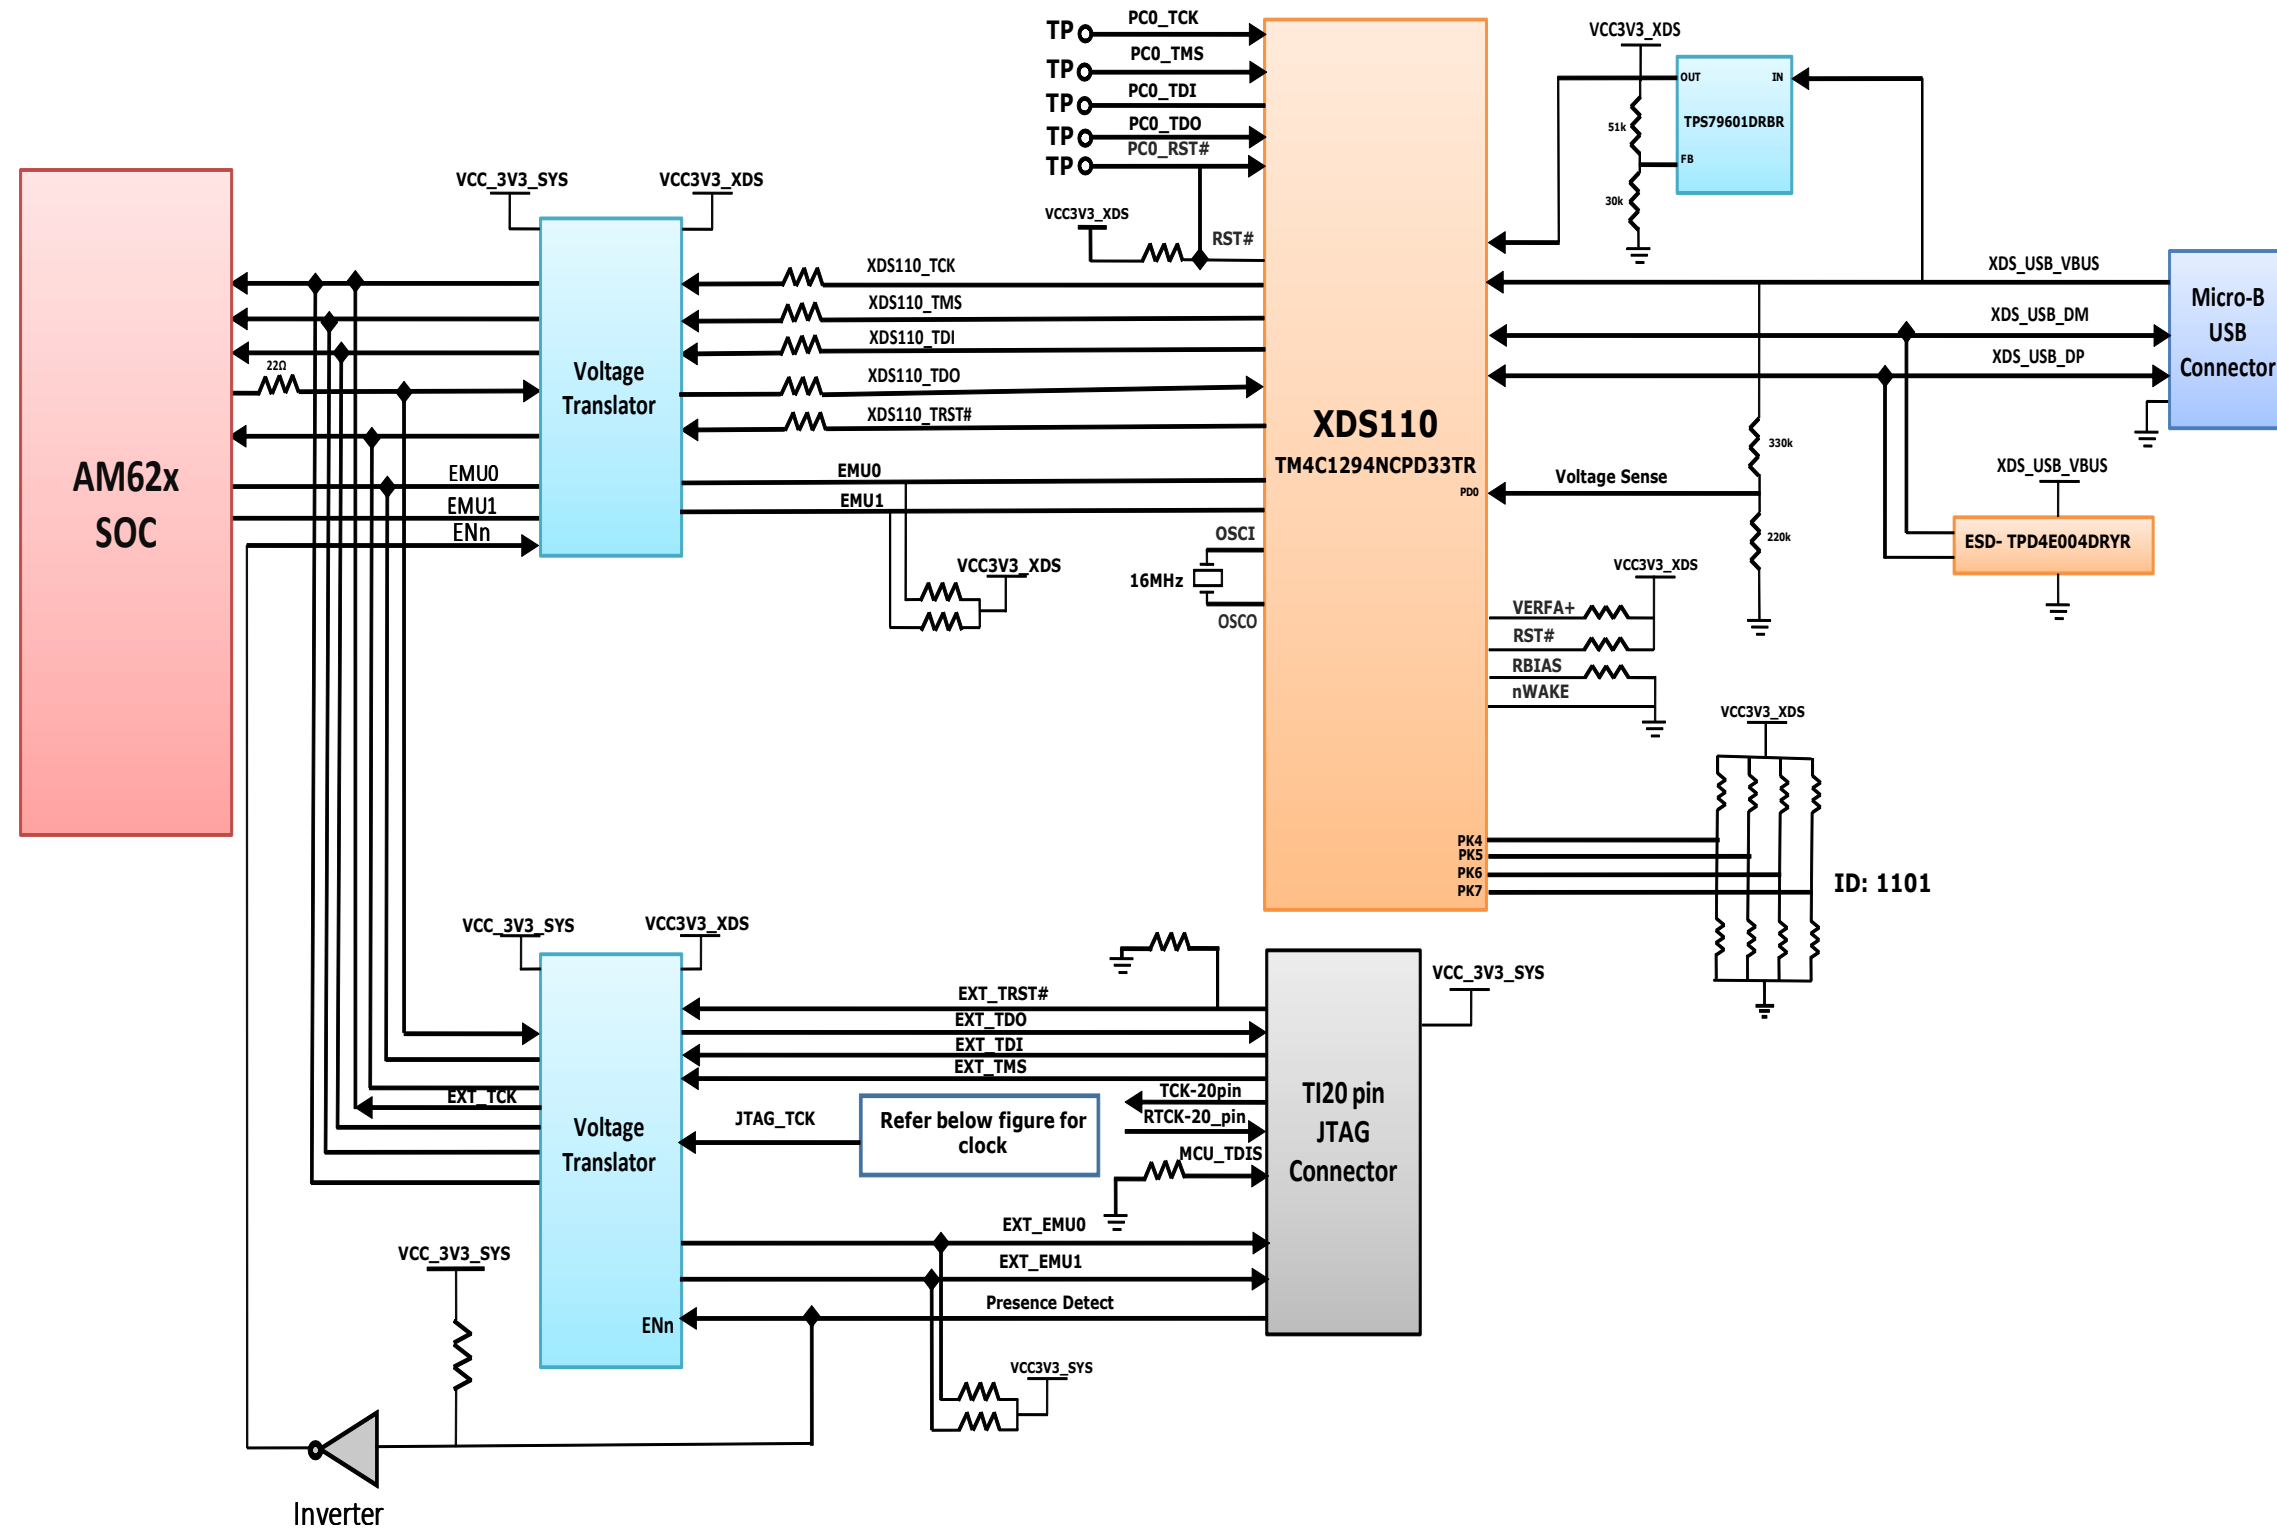 TP
PC0_TCK
TP
PC0_TMS
TP
PC0_TDI
TP
PC0_TDO
TP
PC0_RST#
VCC3V3_XDS
RST#
VCC3V3_XDS
OUT
IN
TPS79601DRBR
FB
51k
30k
AM62x
SOC
VCC_3V3_SYS
VCC3V3_XDS
Voltage
Translator
22Ω
EMU0
EMU1
ENn
XDS110_TCK
XDS110_TMS
XDS110_TDI
XDS110_TDO
XDS110_TRST#
EMU0
EMU1
VCC3V3_XDS
OSCI
16MHz
OSCO
XDS110
TM4C1294NCPD33TR
PD0
PK4
PK5
PK6
PK7
XDS_USB_VBUS
XDS_USB_DM
XDS_USB_DP
Micro-B
USB
Connector
330k
Voltage Sense
220k
XDS_USB_VBUS
ESD- TPD4E004DRYR
VCC3V3_XDS
VERFA+
RST#
RBIAS
nWAKE
VCC3V3_XDS
ID: 1101
VCC_3V3_SYS
VCC3V3_XDS
Voltage
Translator
ENn
EXT_TCK
EXT_TRST#
EXT_TDO
EXT_TDI
EXT_TMS
JTAG_TCK
Refer below figure for
clock
TCK-20pin
RTCK-20_pin
MCU_TDIS
EXT_EMU0
EXT_EMU1
Presence Detect
TI20 pin
JTAG
Connector
VCC_3V3_SYS
VCC3V3_SYS
VCC_3V3_SYS
Inverter